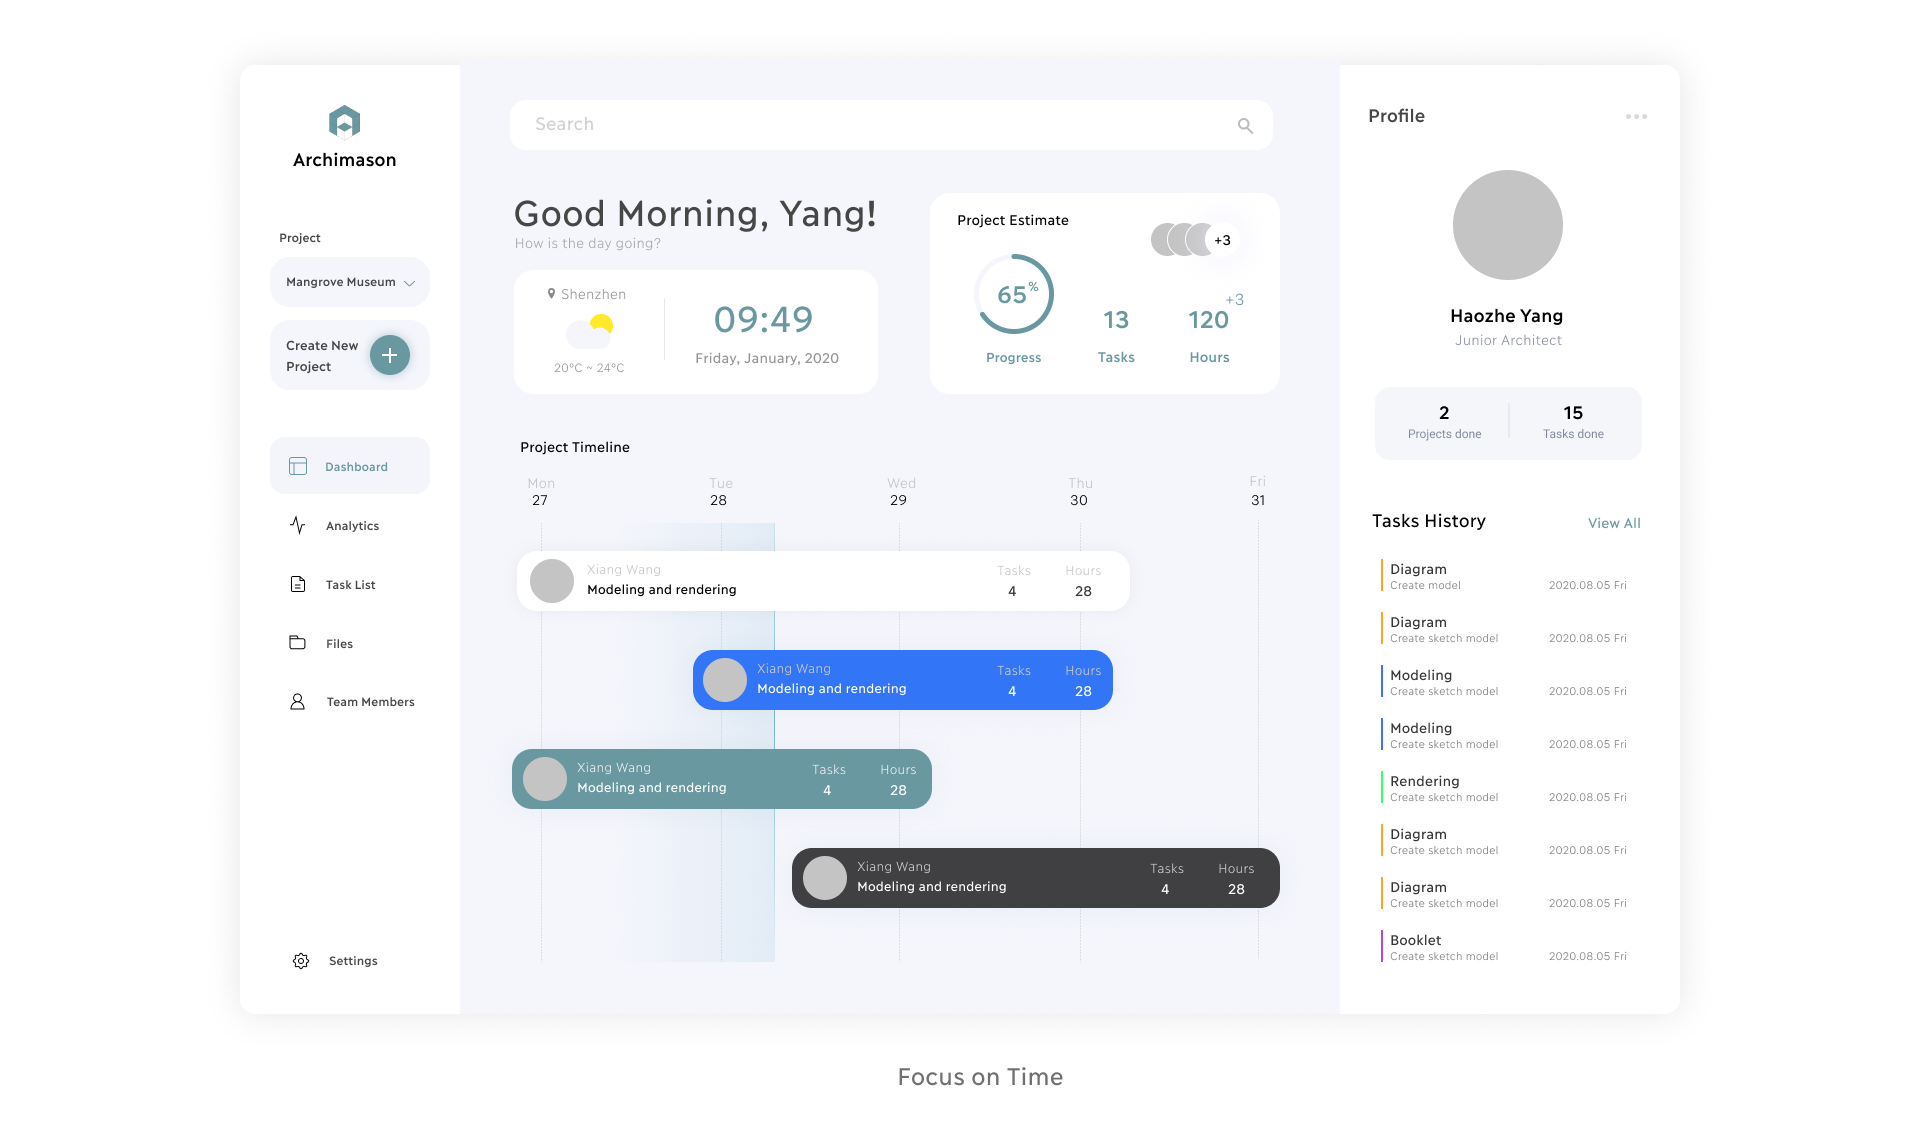 Archimason
Project
Mangrove Museum
Create New
Project
Dashboard
Analytics
Task List
Files
Team Members
Settings
Search
Good Morning, Yang!
How is the day going?
Shenzhen
20°C ~ 24°C
09:49
Friday, January, 2020
Project Estimate
+3
65%
Progress
13
Tasks
+3
120
Hours
Project Timeline
Mon
27
Tue
28
Wed
29
Thu
30
Fri
31
Xiang Wang
Modeling and rendering
Tasks
4
Hours
28
Xiang Wang
Modeling and rendering
Tasks
4
Hours
28
Xiang Wang
Modeling and rendering
Tasks
4
Hours
28
Xiang Wang
Modeling and rendering
Tasks
4
Hours
28
Profile
Haozhe Yang
Junior Architect
2
Projects done
15
Tasks done
Tasks History
View All
Diagram
Create model
2020.08.05 Fri
Diagram
Create sketch model
2020.08.05 Fri
Modeling
Create sketch model
2020.08.05 Fri
Modeling
Create sketch model
2020.08.05 Fri
Rendering
Create sketch model
2020.08.05 Fri
Diagram
Create sketch model
2020.08.05 Fri
Diagram
Create sketch model
2020.08.05 Fri
Booklet
Create sketch model
2020.08.05 Fri
Focus on Time